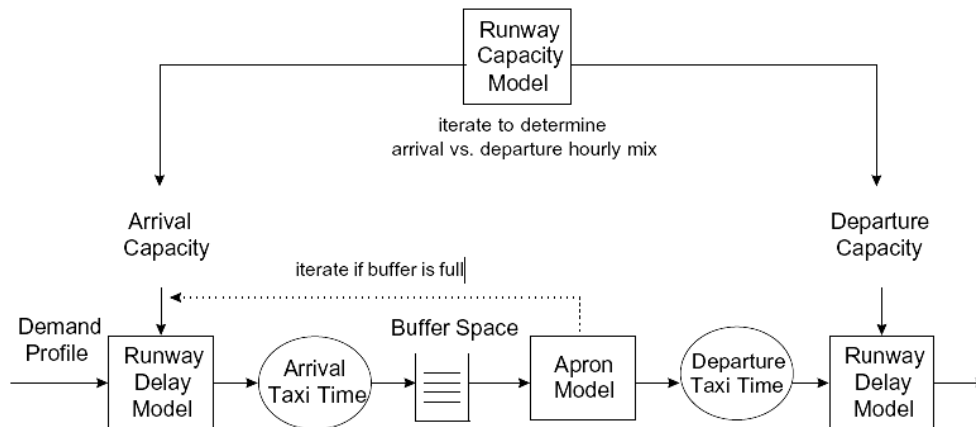 Runway
Capacity
Model
iterate to determine
arrival vs. departure hourly mix
Arrival
Capacity
Departure
Capacity
iterate if buffer is full
Demand
Profile
Runway
Delay
Model
Arrival
Taxi Time
Buffer Space
Apron
Model
Departure
Taxi Time
Runway
Delay
Model